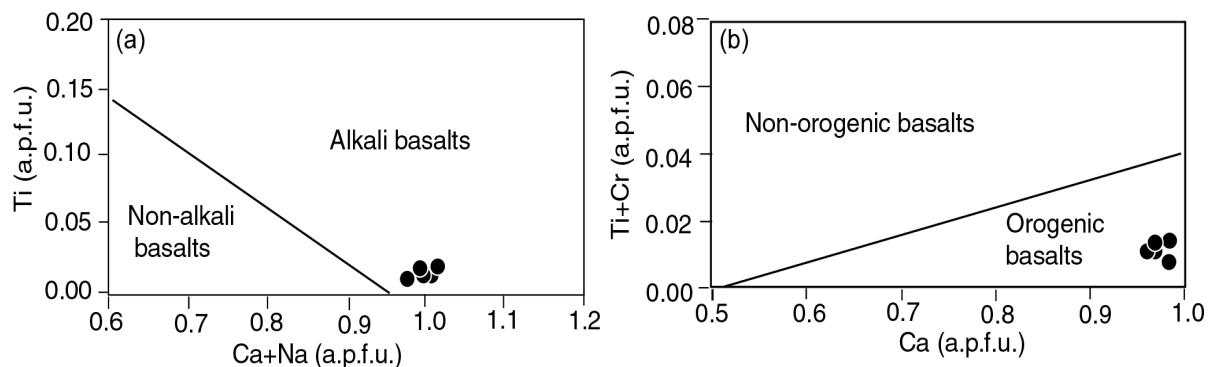 (a)
0.20
0.15
0.10
0.05
0.00
Ti (a.p.f.u.)
Alkali basalts
Non-alkali
basalts
0.6 0.7 0.8 0.9 1.0 1.1 1.2
Ca+Na (a.p.f.u.)
(b)
0.08
0.06
0.04
0.02
0.00
Ti+Cr (a.p.f.u.)
Non-orogenic basalts
Orogenic
basalts
0.5 0.6 0.7 0.8 0.9 1.0
Ca (a.p.f.u.)